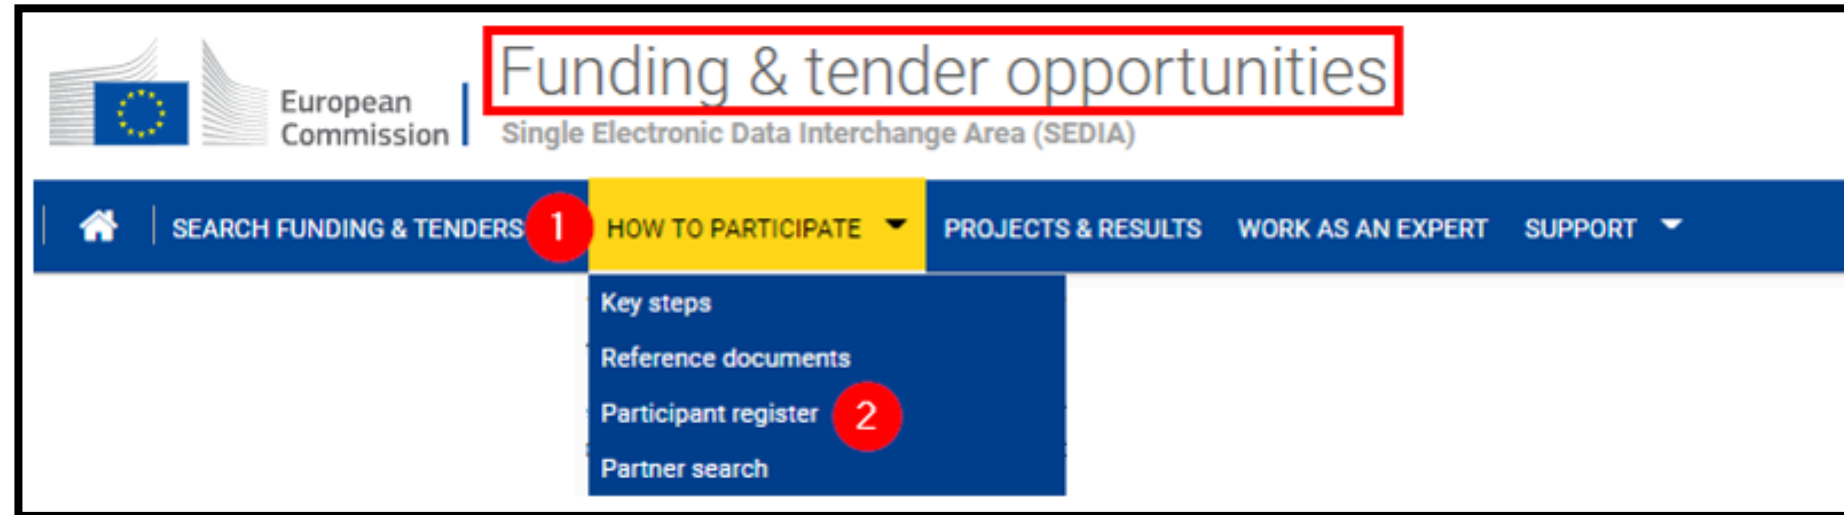 Funding & tender opportunities
European
Commission
Single Electronic Data Interchange Area (SEDIA)
SEARCH FUNDING & TENDERS 1 HOW TO PARTICIPATE PROJECTS & RESULTS WORK AS AN EXPERT SUPPORT
Key steps
Reference documents
Participant register 2
Partner search